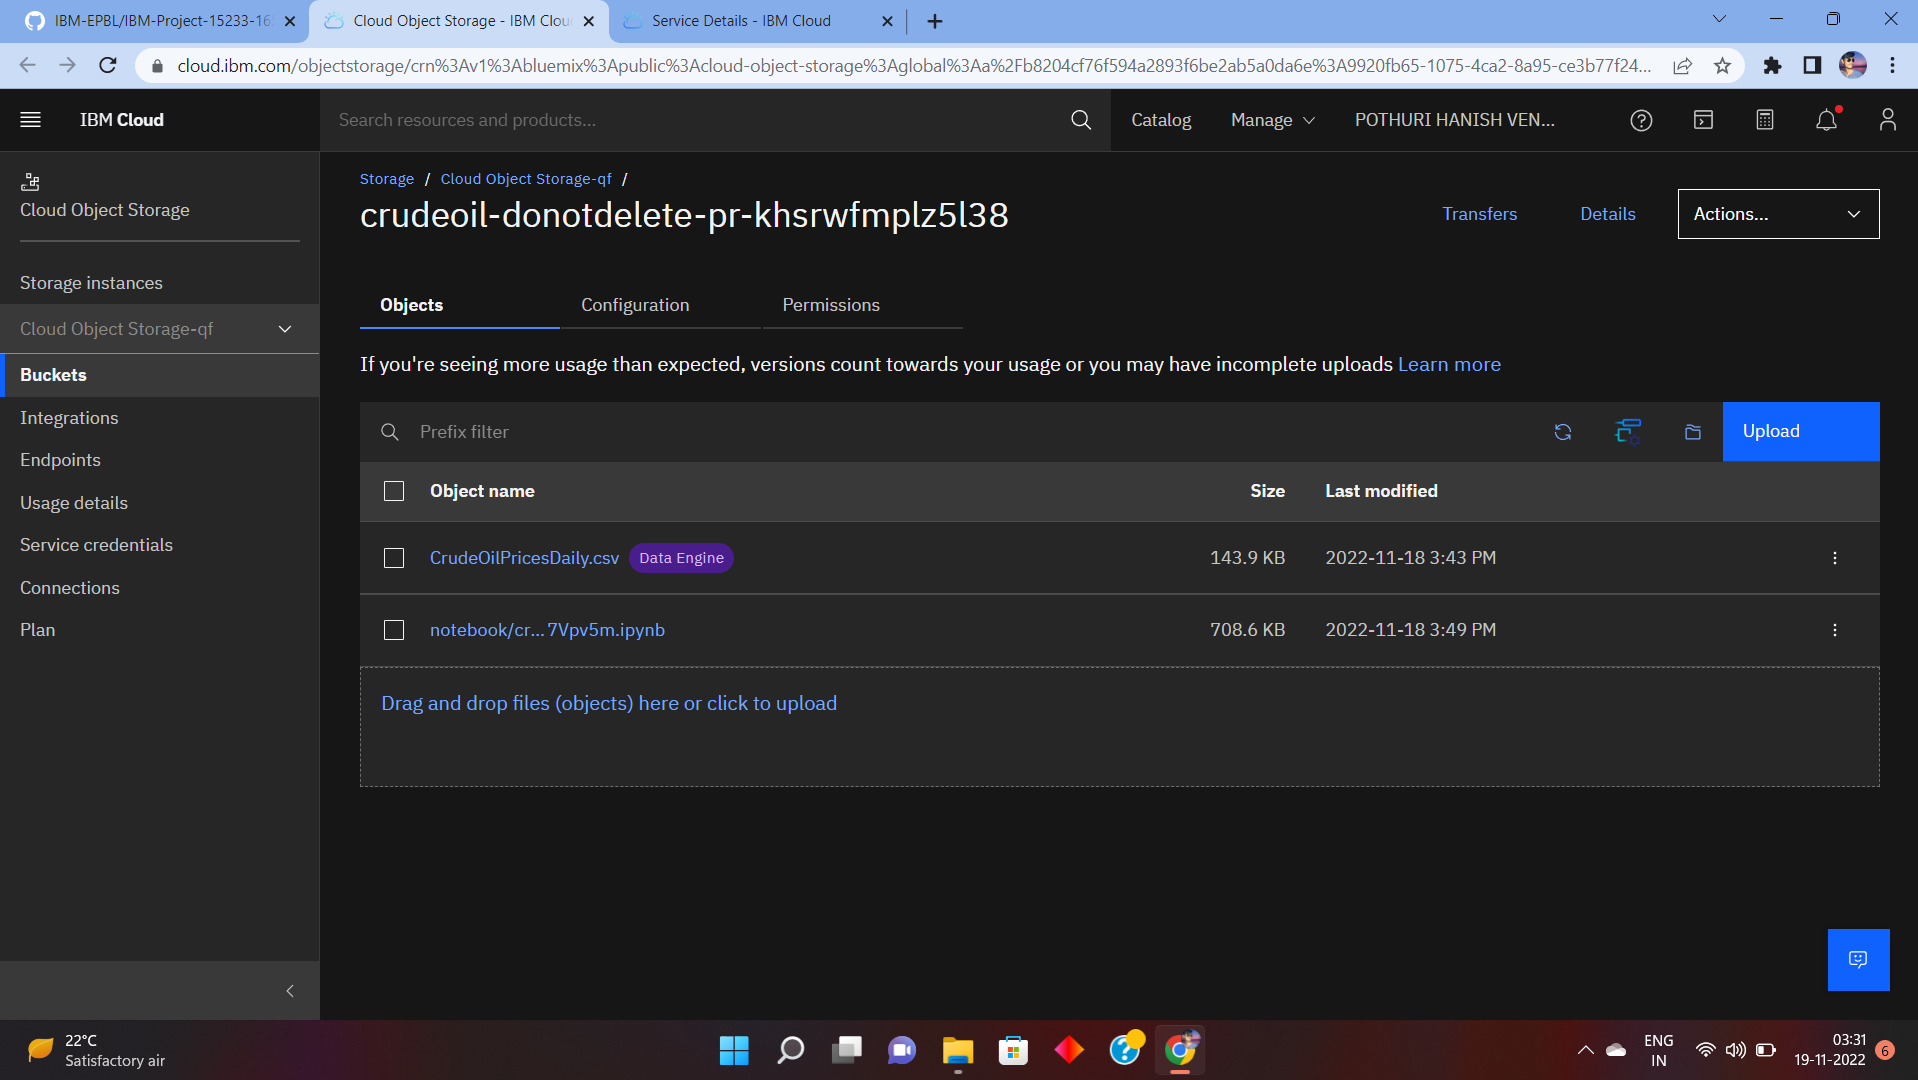 IBM-EPBL/IBM-Project-15233-16
Cloud Object Storage - IBM Clou
Service Details - IBM Cloud
cloud.ibm.com/objectstorage/crn%3Av1%3Abluemix%3Apublic%3Acloud-object-storage%3Aglobal%3Aa%2Fb8204cf76f594a2893f6be2ab5a0da6e%3A9920fb65-1075-4ca2-8a95-ce3b77f24...
IBM Cloud
Search resources and products...
Catalog
Manage
POTHURI HANISH VEN...
Cloud Object Storage
Storage instances
Cloud Object Storage-qf
Buckets
Integrations
Endpoints
Usage details
Service credentials
Connections
Plan
Storage / Cloud Object Storage-qf /
crudeoil-donotdelete-pr-khsrwfmplz5l38
Transfers
Details
Actions...
Objects
Configuration
Permissions
If you're seeing more usage than expected, versions count towards your usage or you may have incomplete uploads Learn more
Prefix filter
Upload
Object name
Size
Last modified
CrudeOilPricesDaily.csv
Data Engine
143.9 KB
2022-11-18 3:43 PM
notebook/cr...7Vpv5m.ipynb
708.6 KB
2022-11-18 3:49 PM
Drag and drop files (objects) here or click to upload
22°C
Satisfactory air
ENG
IN
03:31
19-11-2022
6